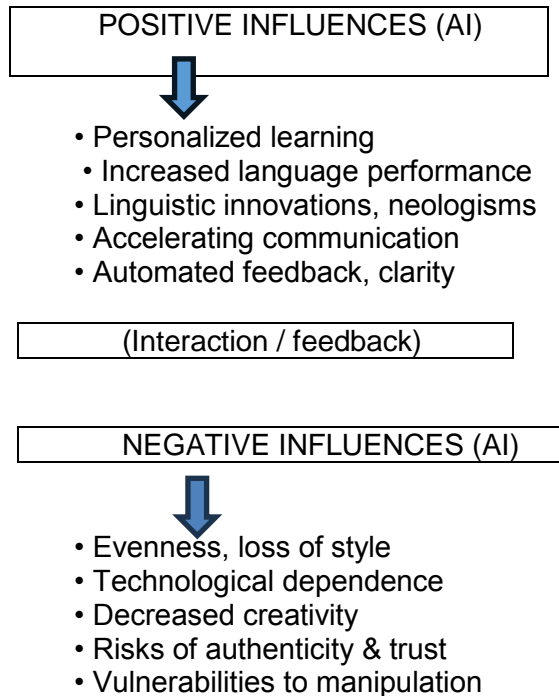 POSITIVE INFLUENCES (AI)
• Personalized learning
• Increased language performance
• Linguistic innovations, neologisms
• Accelerating communication
• Automated feedback, clarity
(Interaction / feedback)
NEGATIVE INFLUENCES (AI)
• Evenness, loss of style
• Technological dependence
• Decreased creativity
• Risks of authenticity & trust
• Vulnerabilities to manipulation